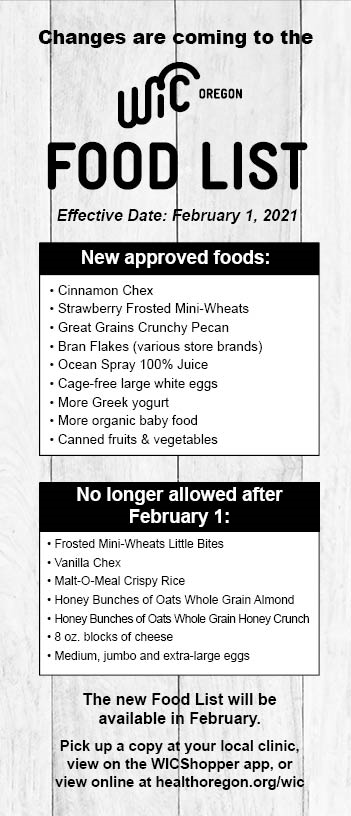 Changes are coming to the
WIC OREGON
FOOD LIST
Effective Date: February 1, 2021
New approved foods:
• Cinnamon Chex
• Strawberry Frosted Mini-Wheats
• Great Grains Crunchy Pecan
• Bran Flakes (various store brands)
• Ocean Spray 100% Juice
• Cage-free large white eggs
• More Greek yogurt
• More organic baby food
• Canned fruits & vegetables
No longer allowed after
February 1:
• Frosted Mini-Wheats Little Bites
• Vanilla Chex
• Malt-O-Meal Crispy Rice
• Honey Bunches of Oats Whole Grain Almond
• Honey Bunches of Oats Whole Grain Honey Crunch
• 8 oz. blocks of cheese
• Medium, jumbo and extra-large eggs
The new Food List will be
available in February.
Pick up a copy at your local clinic,
view on the WICShopper app, or
view online at healthoregon.org/wic